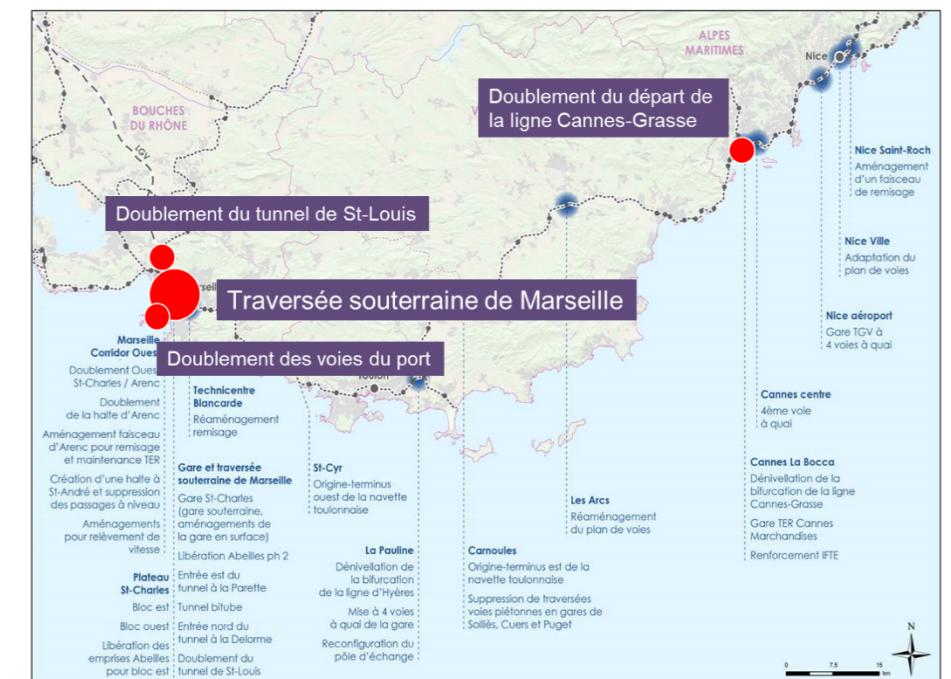 ALPES
MARITIMES
Nice
Doublement du départ de
la ligne Cannes-Grasse
BOUCHES
DU RHÔNE
LGV
Doublement du tunnel de St-Louis
Traversée souterraine de Marseille
Doublement des voies du port
Nice Saint-Roch
Aménagement
d'un faisceau
de remisage
Nice Ville
Adaptation du
plan de voies
Nice aéroport
Gare TGV à
4 voies à quai
Cannes centre
4ème voie
à quai
Cannes La Bocca
Dénivellation de la
bifurcation de la ligne
Cannes-Grasse
Gare TER Cannes
Marchandises
Renforcement IFTE
Marseille
Corridor Oues
Doublement Oues
St-Charles / Arenc
Doublement
de la halte d'Arenc
Aménagement faisceau
d'Arenc pour remisage
et maintenance TER
Création d'une halte à
St-André et suppression
des passages à niveau
Aménagements
pour relèvement de
vitesse
Plateau
St-Charles
Bloc est
Bloc ouest
Libération des
emprises Abeilles
pour bloc est
Technicentre
Blancarde
Réaménagement
remisage
Gare et traversée
souterraine de Marseille
Gare St-Charles
(gare souterraine,
aménagements de
la gare en surface)
Libération Abeilles ph 2
Entrée est du
tunnel à la Parette
Tunnel bitube
Entrée nord du
tunnel à la Delorme
Doublement du
tunnel de St-Louis
St-Cyr
Origine-terminus
ouest de la navette
toulonnaise
La Pauline
Dénivellation de
la bifurcation
de la ligne d'Hyères
Mise à 4 voies
à quai de la gare
Reconfiguration du
pôle d'échange
Carnoules
Origine-terminus est de la
navette toulonnaise
Suppression de traversées
voies piétonnes en gares de
Solliès, Cuers et Puget
Les Arcs
Réaménagement
du plan de voies
N
0 7,5 15
km